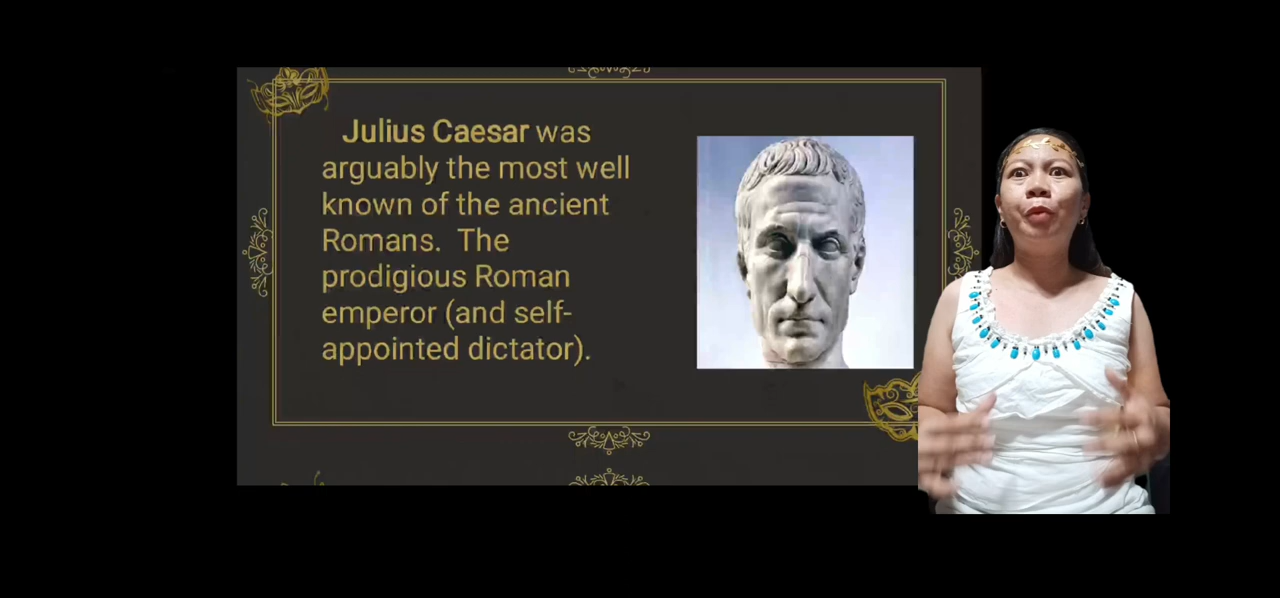 Julius Caesar was
arguably the most well
known of the ancient
Romans. The
prodigious Roman
emperor (and self-
appointed dictator).